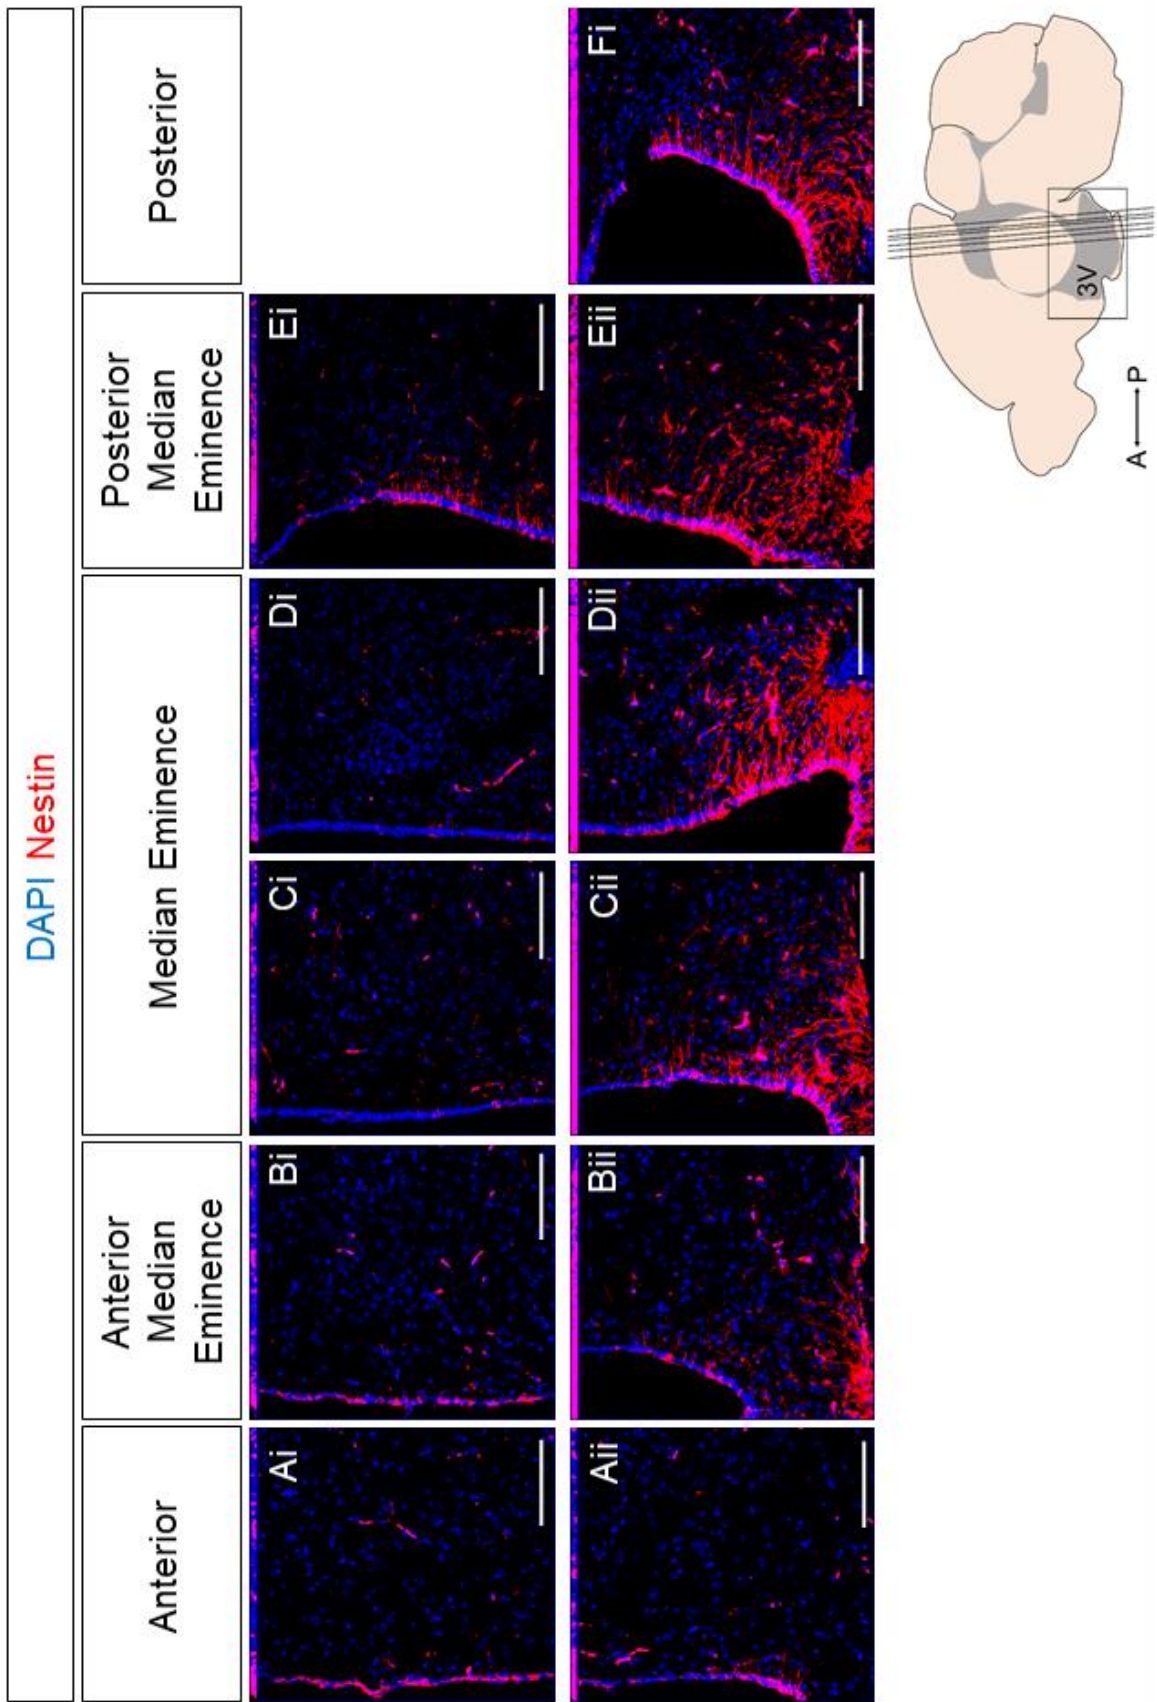 DAPI Nestin
Anterior
Anterior
Median
Eminence
Median Eminence
Posterior
Median
Eminence
Posterior
Ai
Bi
Ci
Di
Ei
Aii
Bii
Cii
Dii
Eii
Fi
3V
A P